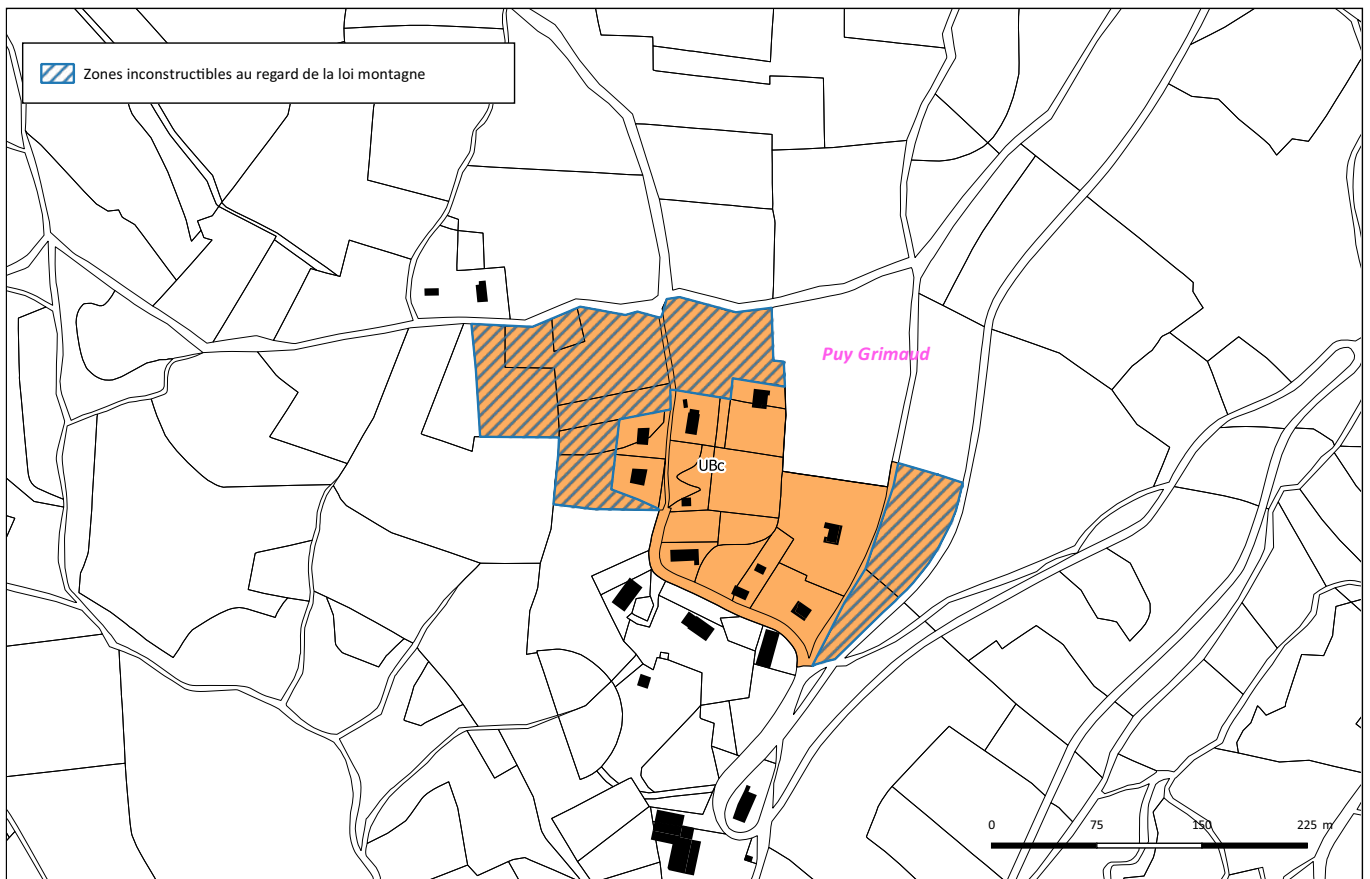 Zones inconstructibles au regard de la loi montagne
Puy Grimaud
UBc
0 75 150 225 m